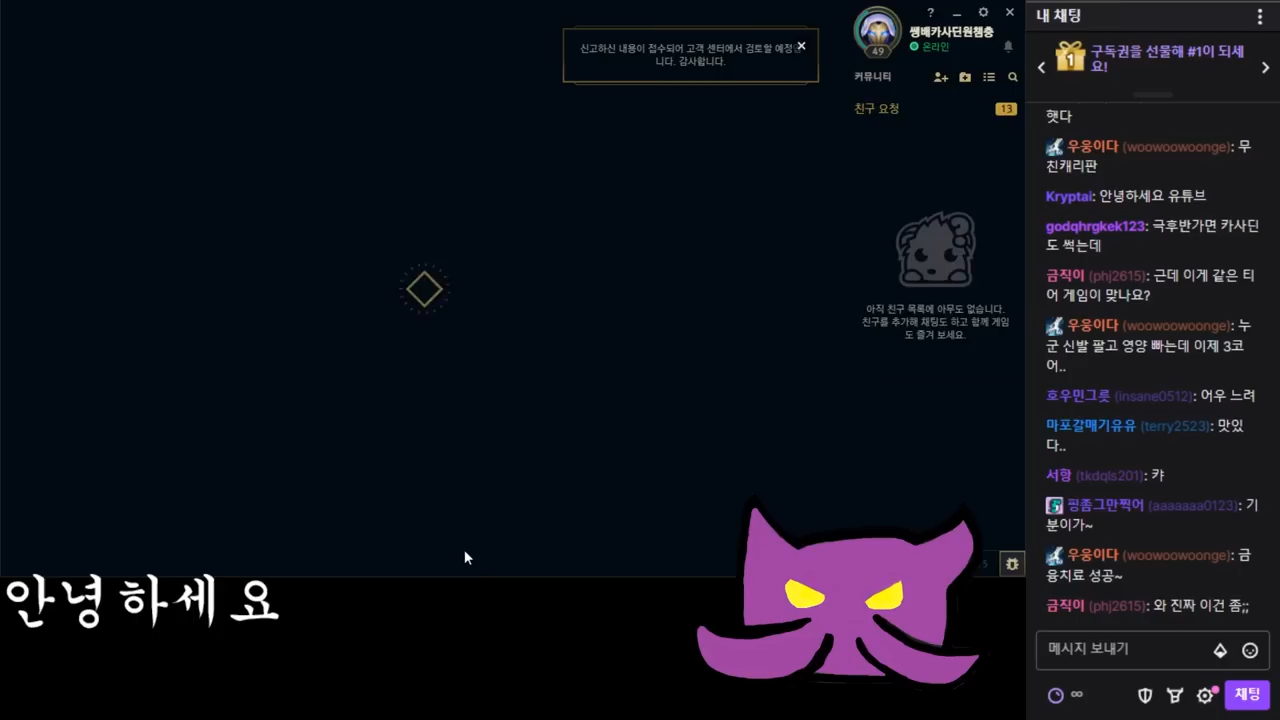 신고하신 내용이 접수되어 고객 센터에서 검토할 예정
니다. 감사합니다.
쌩배카사딘원챔충
49
온라인
커뮤니티
친구 요청
13
아직 친구 목록에 아무도 없습니다.
친구를 추가해 채팅도 하고 함께 게임
도 즐겨 보세요.
안녕하세요
내 채팅
1
구독권을 선물해 #1이 되세
요!
햇다
우웅이다 (woowoowoonge): 무
친캐리판
Kryptai: 안녕하세요 유튜브
godqhrgkek123: 극후반가면 카사딘
도 썩는데
금직이 (phj2615): 근데 이게 같은 티
어 게임이 맞나요?
우웅이다 (woowoowoonge): 누
군 신발 팔고 영양 빠는데 이제 3코
어..
호우민그릇 (insane0512): 어우 느려
마포갈매기유유 (terry2523): 맛있
다..
서항 (tkdqls201): 캬
핑좀그만찍어 (aaaaaaa0123): 기
분이가~
우웅이다 (woowoowoonge): 금
융치료 성공~
금직이 (phj2615): 와 진짜 이건 좀;;
메시지 보내기
채팅